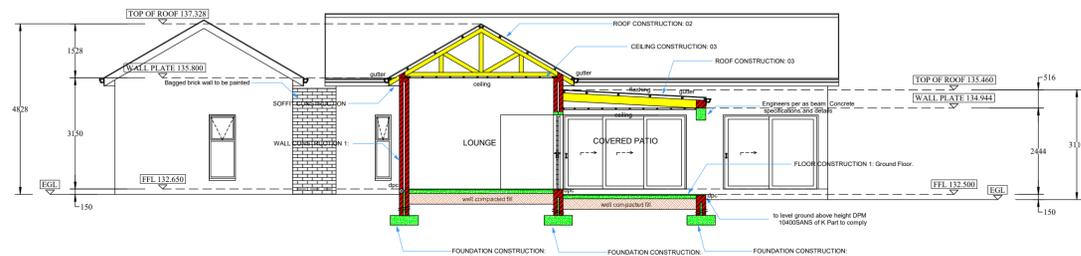 TOP OF ROOF 137.328
ROOF CONSTRUCTION: 02
1528
CEILING CONSTRUCTION: 03
ROOF CONSTRUCTION: 03
WALL PLATE 135.800
gutter
gutter
TOP OF ROOF 135.460
516
Bagged brick wall to be painted
ceiling
flashing
gutter
WALL PLATE 134.944
SOFFIT CONSTRUCTION
Engineers per as beam Concrete
specifications and details
4828
ceiling
3150
WALL CONSTRUCTION 1:
LOUNGE
COVERED PATIO
2444
FLOOR CONSTRUCTION 1: Ground Floor.
EGL
FFL 132.650
dpc
dpc
dpc
FFL 132.500
EGL
150
well compacted fill
well compacted fill
150
to level ground above height DPM
10400SANS of K Part to comply
FOUNDATION CONSTRUCTION:
FOUNDATION CONSTRUCTION:
FOUNDATION CONSTRUCTION: